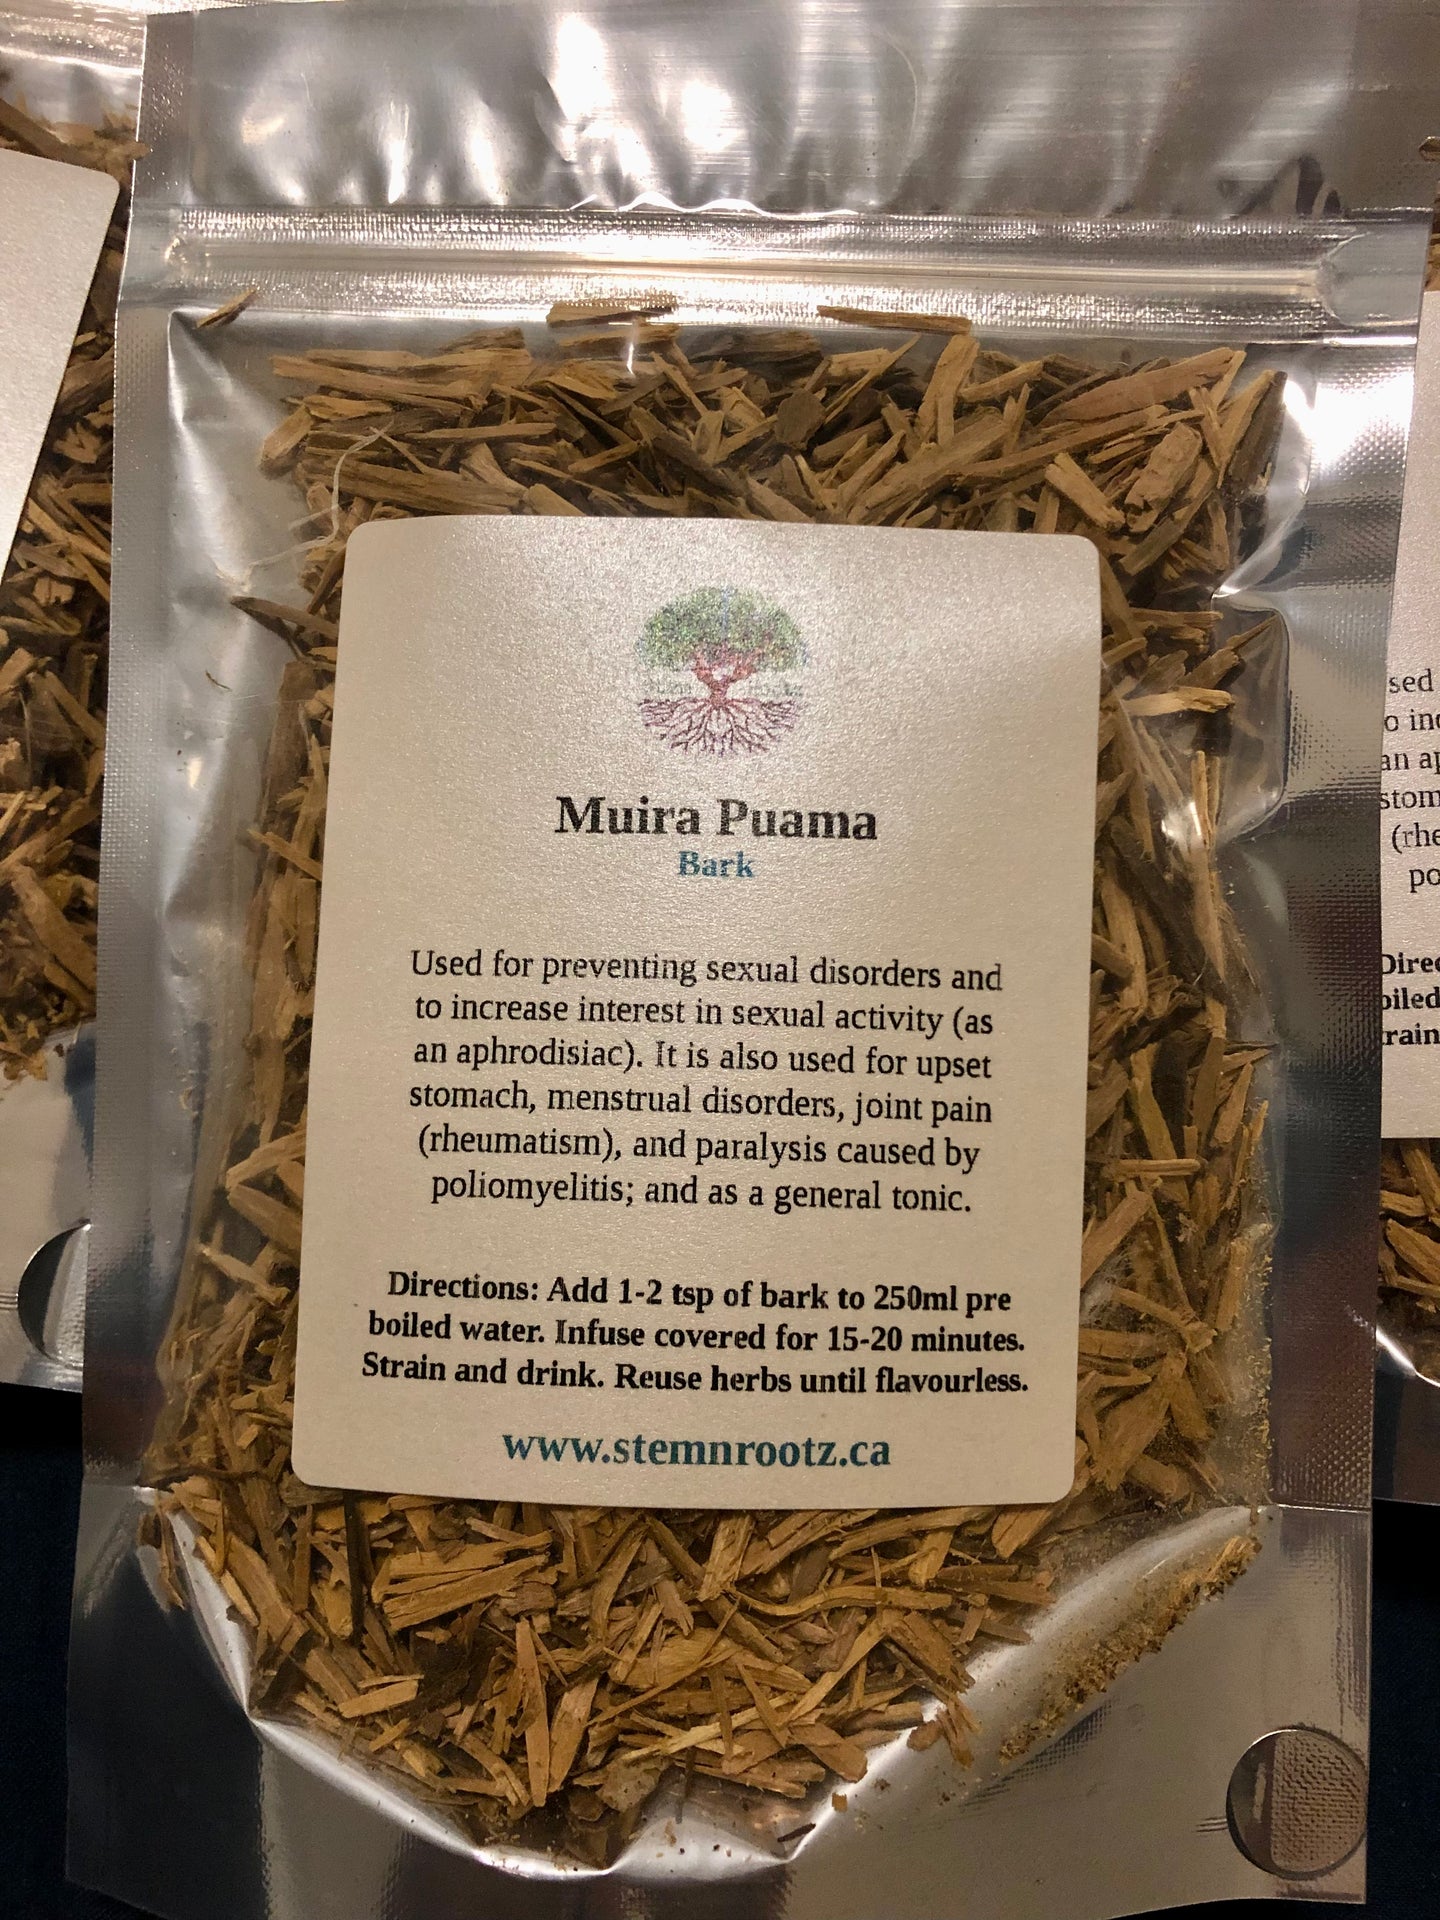 Muira Puama
Bark
Used for preventing sexual disorders and
to increase interest in sexual activity (as
an aphrodisiac). It is also used for upset
stomach, menstrual disorders, joint pain
(rheumatism), and paralysis caused by
poliomyelitis; and as a general tonic.
Directions: Add 1-2 tsp of bark to 250ml pre
boiled water. Infuse covered for 15-20 minutes.
Strain and drink. Reuse herbs until flavourless.
www.stemnrootz.ca